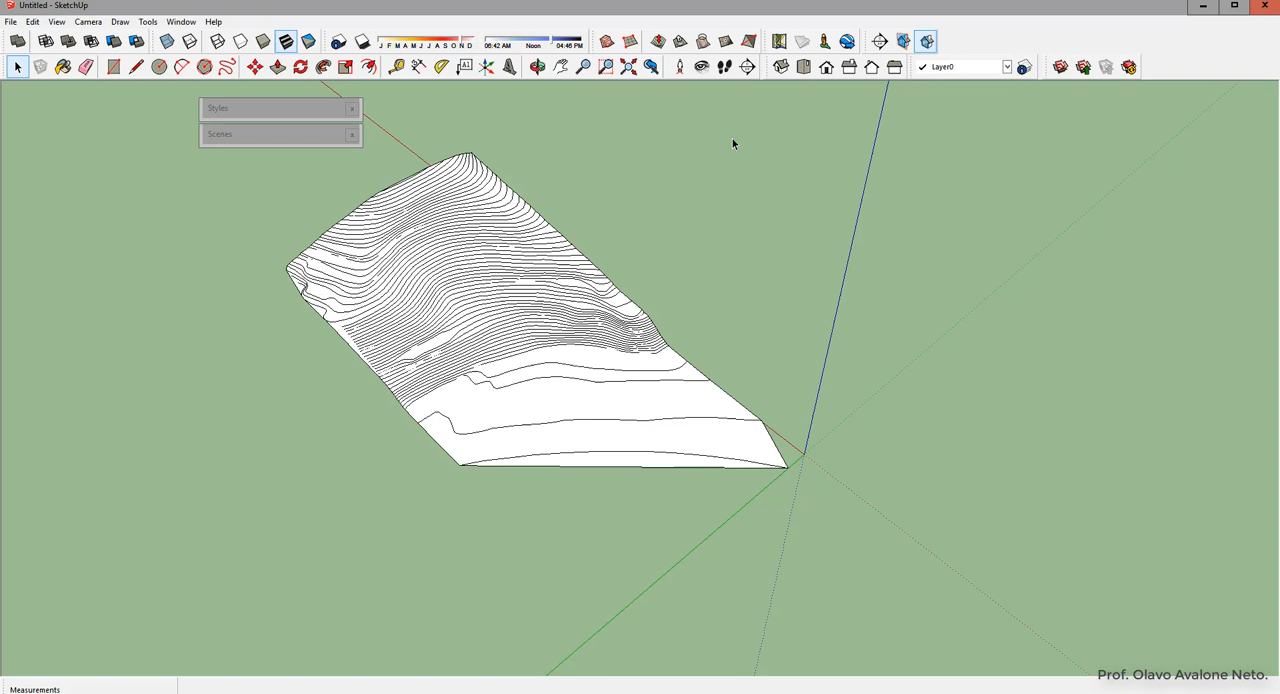 Untitled - SketchUp
File Edit View Camera Draw Tools Window Help
J F M A M J J A S O N D 06:42 AM Noon 04:46 PM
A1 Layer0
Styles
Scenes
Prof. Olavo Avalone Neto.
Measurements